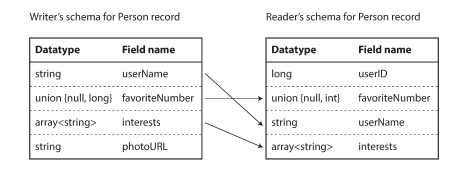 Writer's schema for Person record
Datatype Field name
string userName
union {null, long} favoriteNumber
array<string> interests
string photoURL
Reader's schema for Person record
Datatype Field name
long userID
union {null, int} favoriteNumber
string userName
array<string> interests